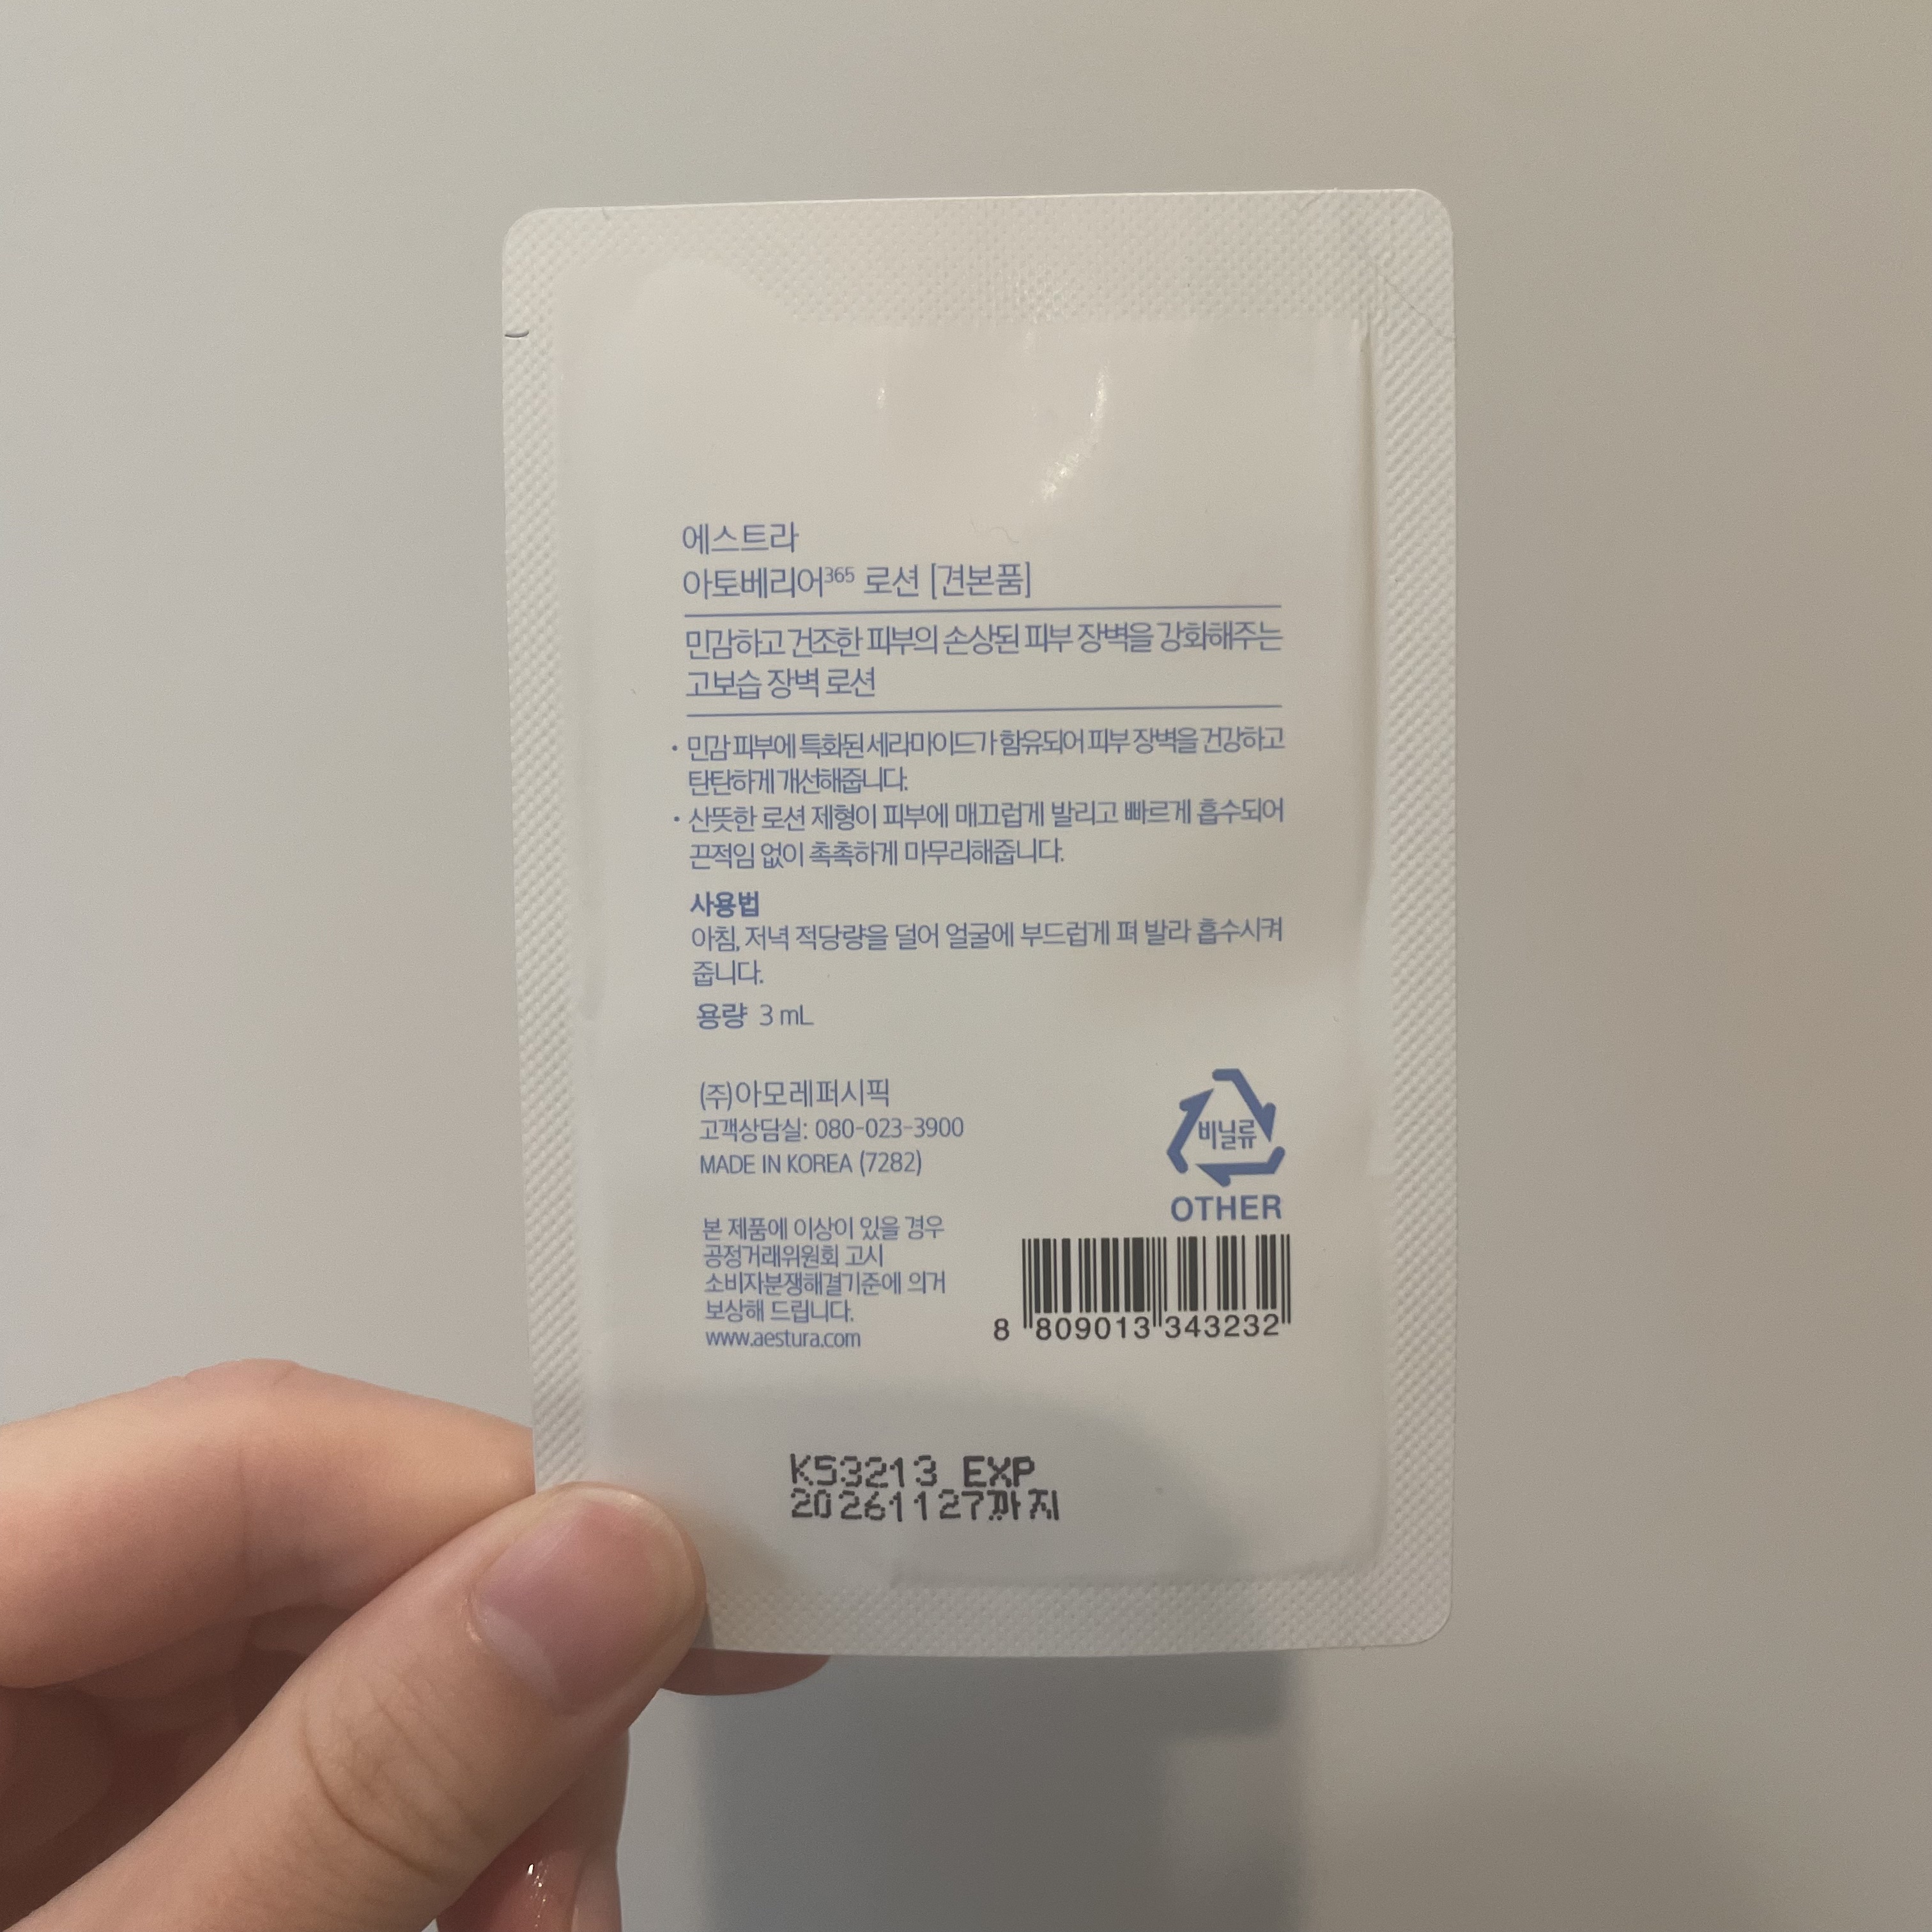 에스트라
아토베리어³⁶⁵ 로션 [견본품]
민감하고 건조한 피부의 손상된 피부 장벽을 강화해주는
고보습 장벽 로션
• 민감 피부에 특화된 세라마이드가 함유되어 피부 장벽을 건강하고
탄탄하게 개선해줍니다.
• 산뜻한 로션 제형이 피부에 매끄럽게 발리고 빠르게 흡수되어
끈적임 없이 촉촉하게 마무리해줍니다.
사용법
아침, 저녁 적당량을 덜어 얼굴에 부드럽게 펴 발라 흡수시켜
줍니다.
용량 3 mL
(주)아모레퍼시픽
고객상담실: 080-023-3900
MADE IN KOREA (7282)
비닐류
OTHER
본 제품에 이상이 있을 경우
공정거래위원회 고시
소비자분쟁해결기준에 의거
보상해 드립니다.
www.aestura.com
8 809013 343232
KS3213 EXP
20261127까지